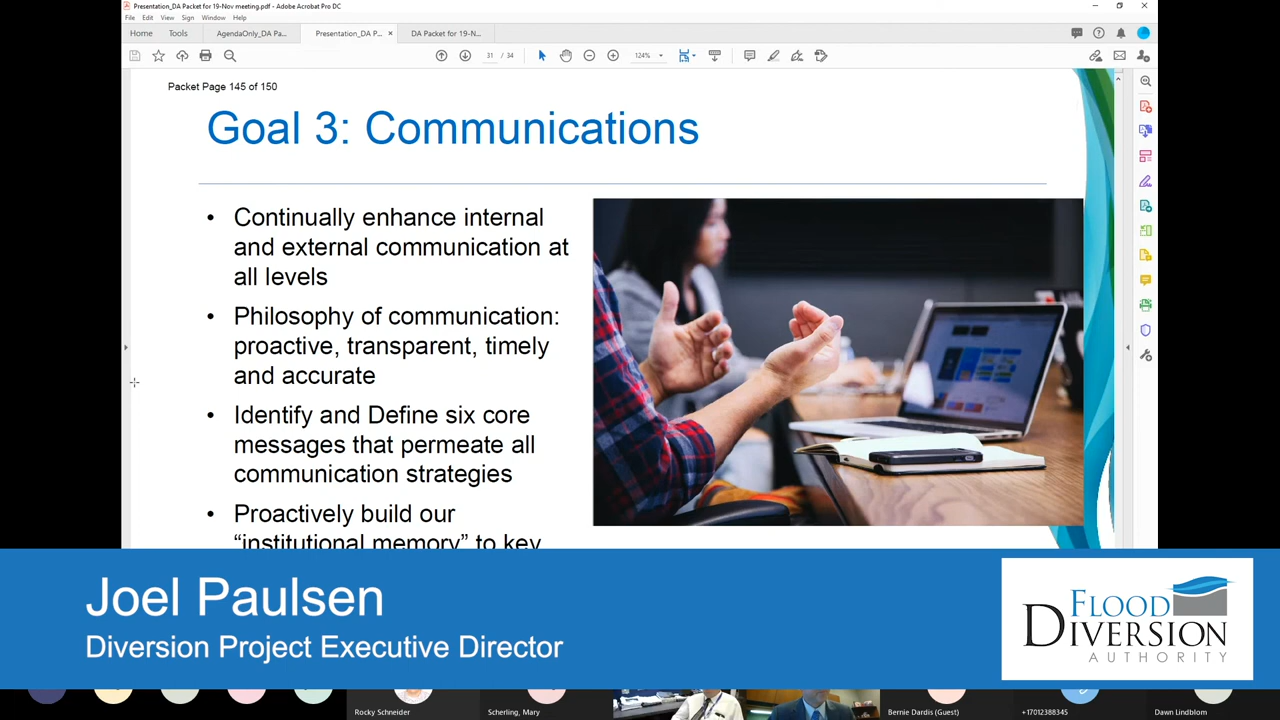 Presentation_DA Packet for 19-Nov meeting.pdf - Adobe Acrobat Pro DC
File Edit View Sign Window Help
Home Tools AgendaOnly_DA Pa... Presentation_DA P... × DA Packet for 19-N...
31 / 34 124%
Packet Page 145 of 150
Goal 3: Communications
• Continually enhance internal
and external communication at
all levels
• Philosophy of communication:
proactive, transparent, timely
and accurate
• Identify and Define six core
messages that permeate all
communication strategies
• Proactively build our
“institutional memory” to key
Joel Paulsen
Diversion Project Executive Director
FLOOD
DIVERSION
AUTHORITY
Rocky Schneider
Scherling, Mary
Bernie Dardis (Guest)
+17012388345
Dawn Lindblom